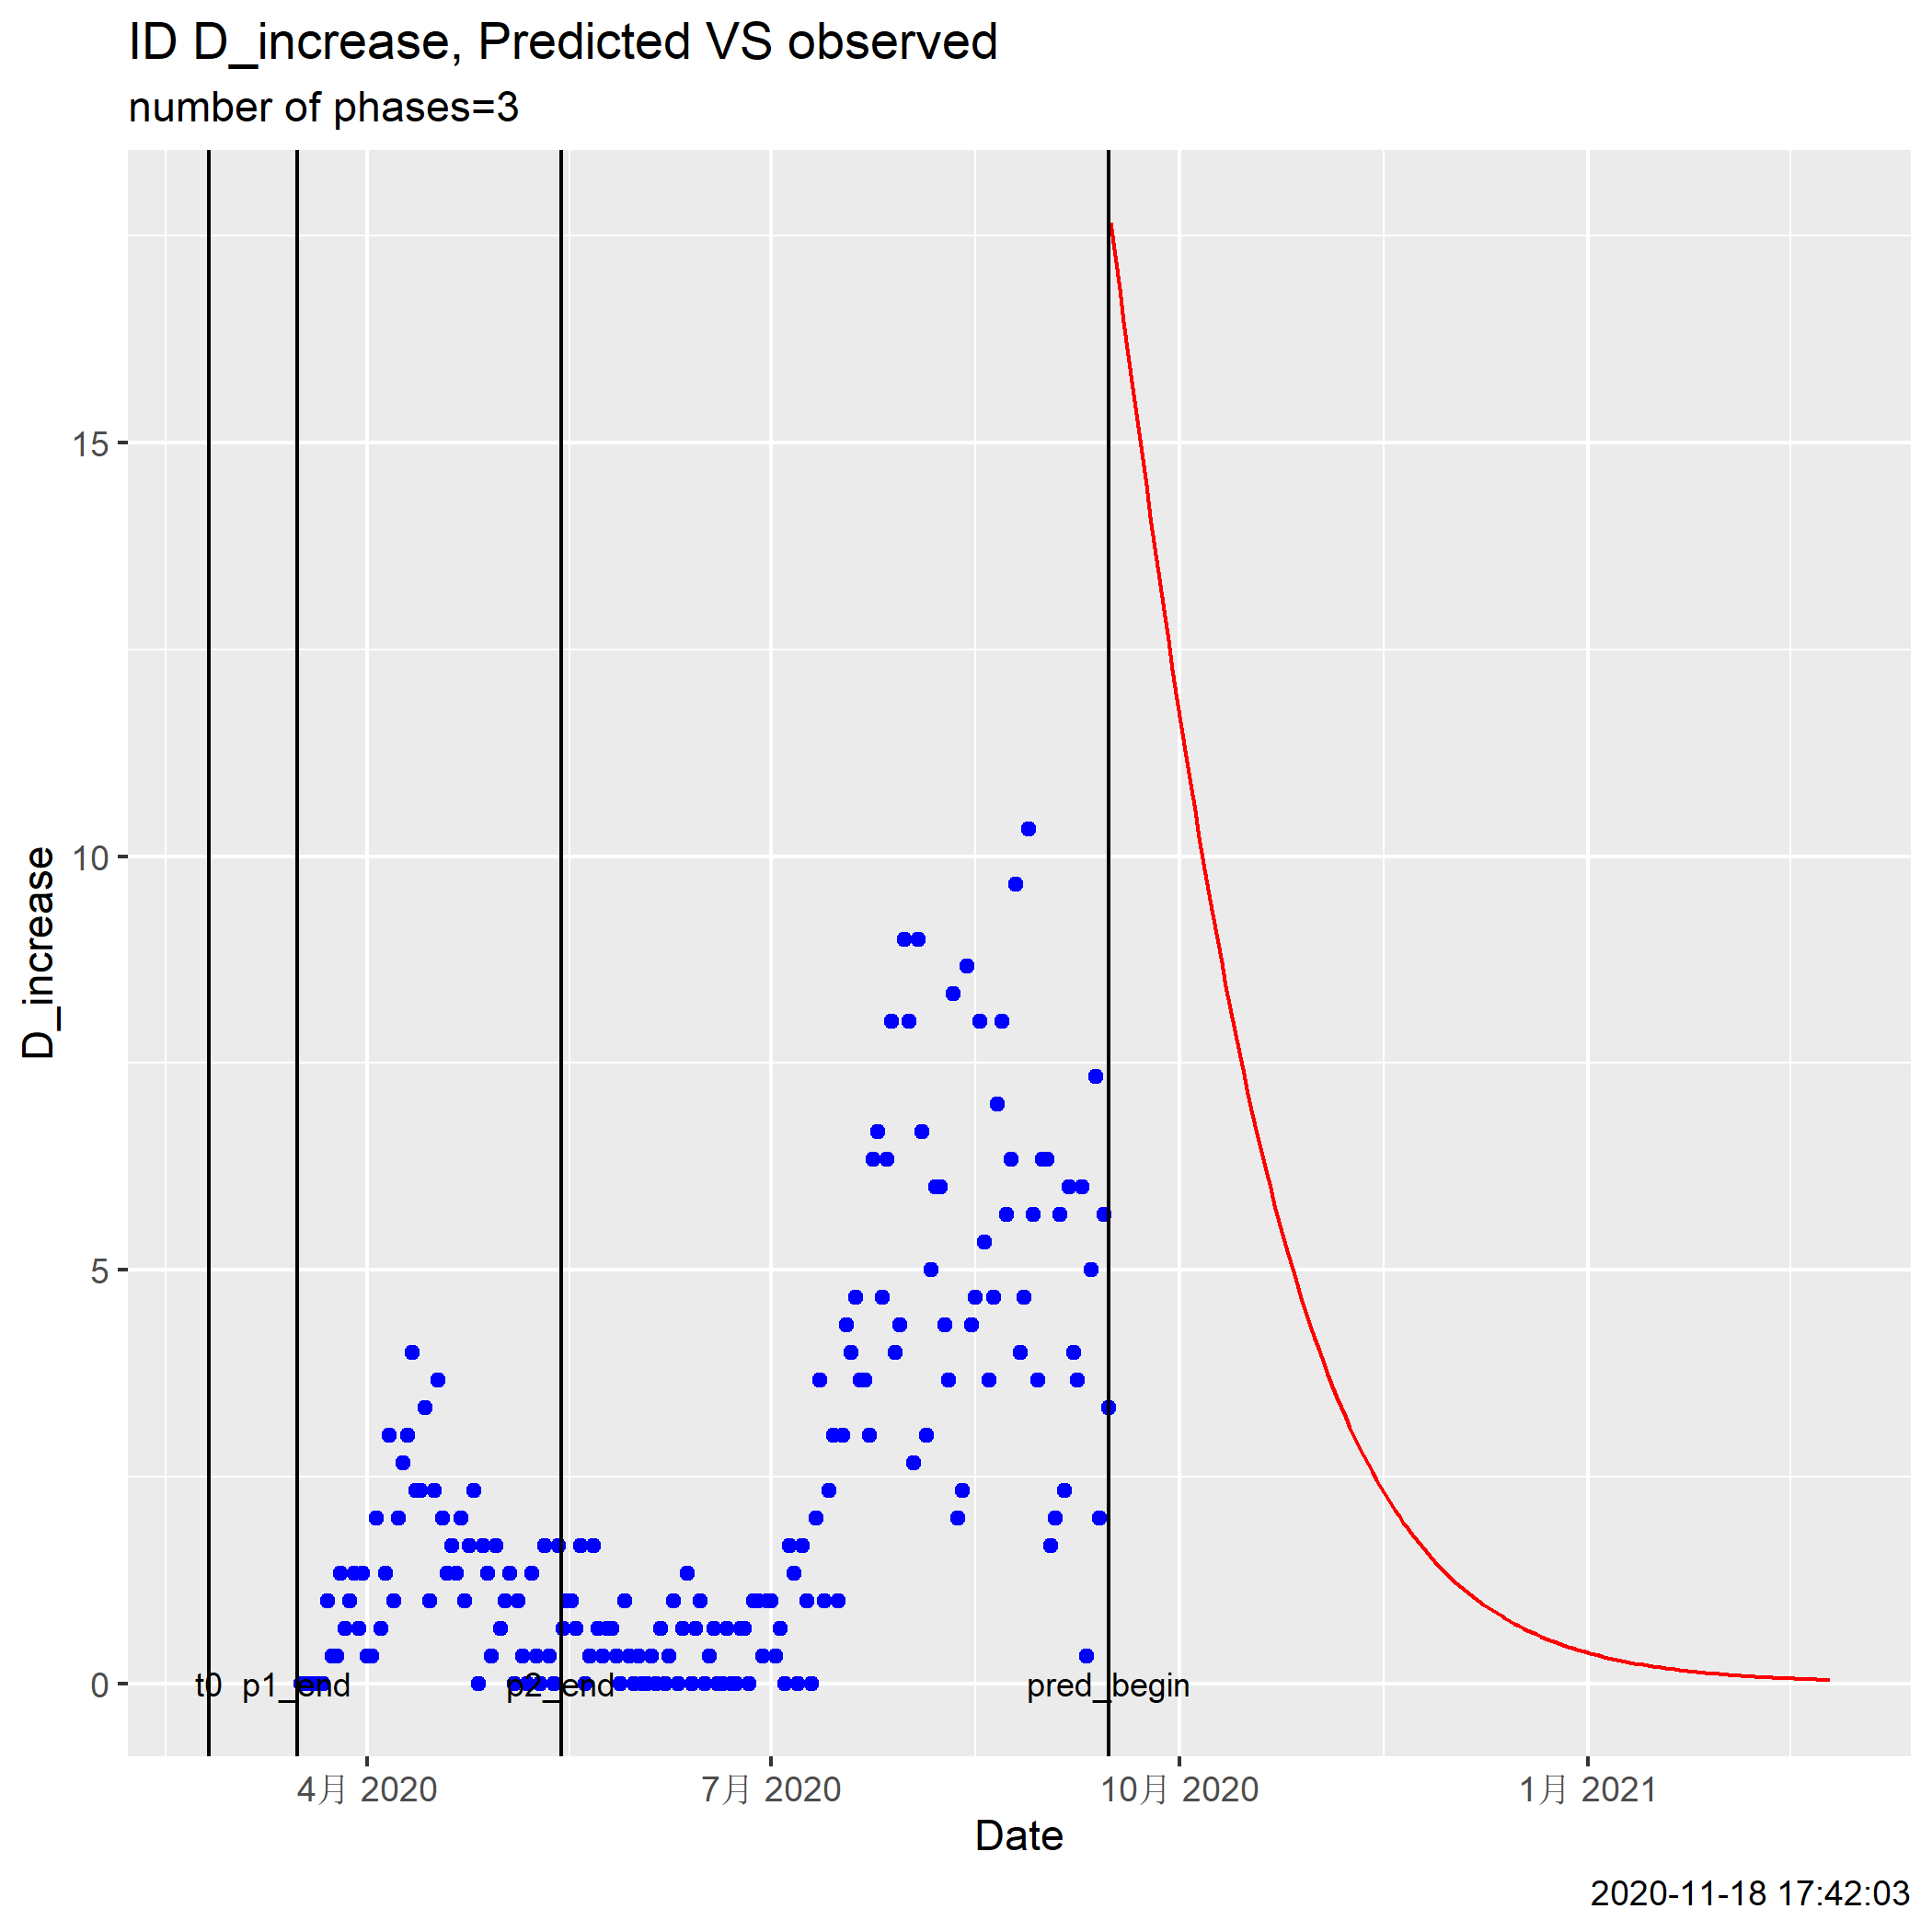 ID D_increase, Predicted VS observed
number of phases=3
D_increase
15
10
5
0
t0 p1_end p2_end pred_begin
4月 2020 7月 2020 10月 2020 1月 2021
Date
2020-11-18 17:42:03